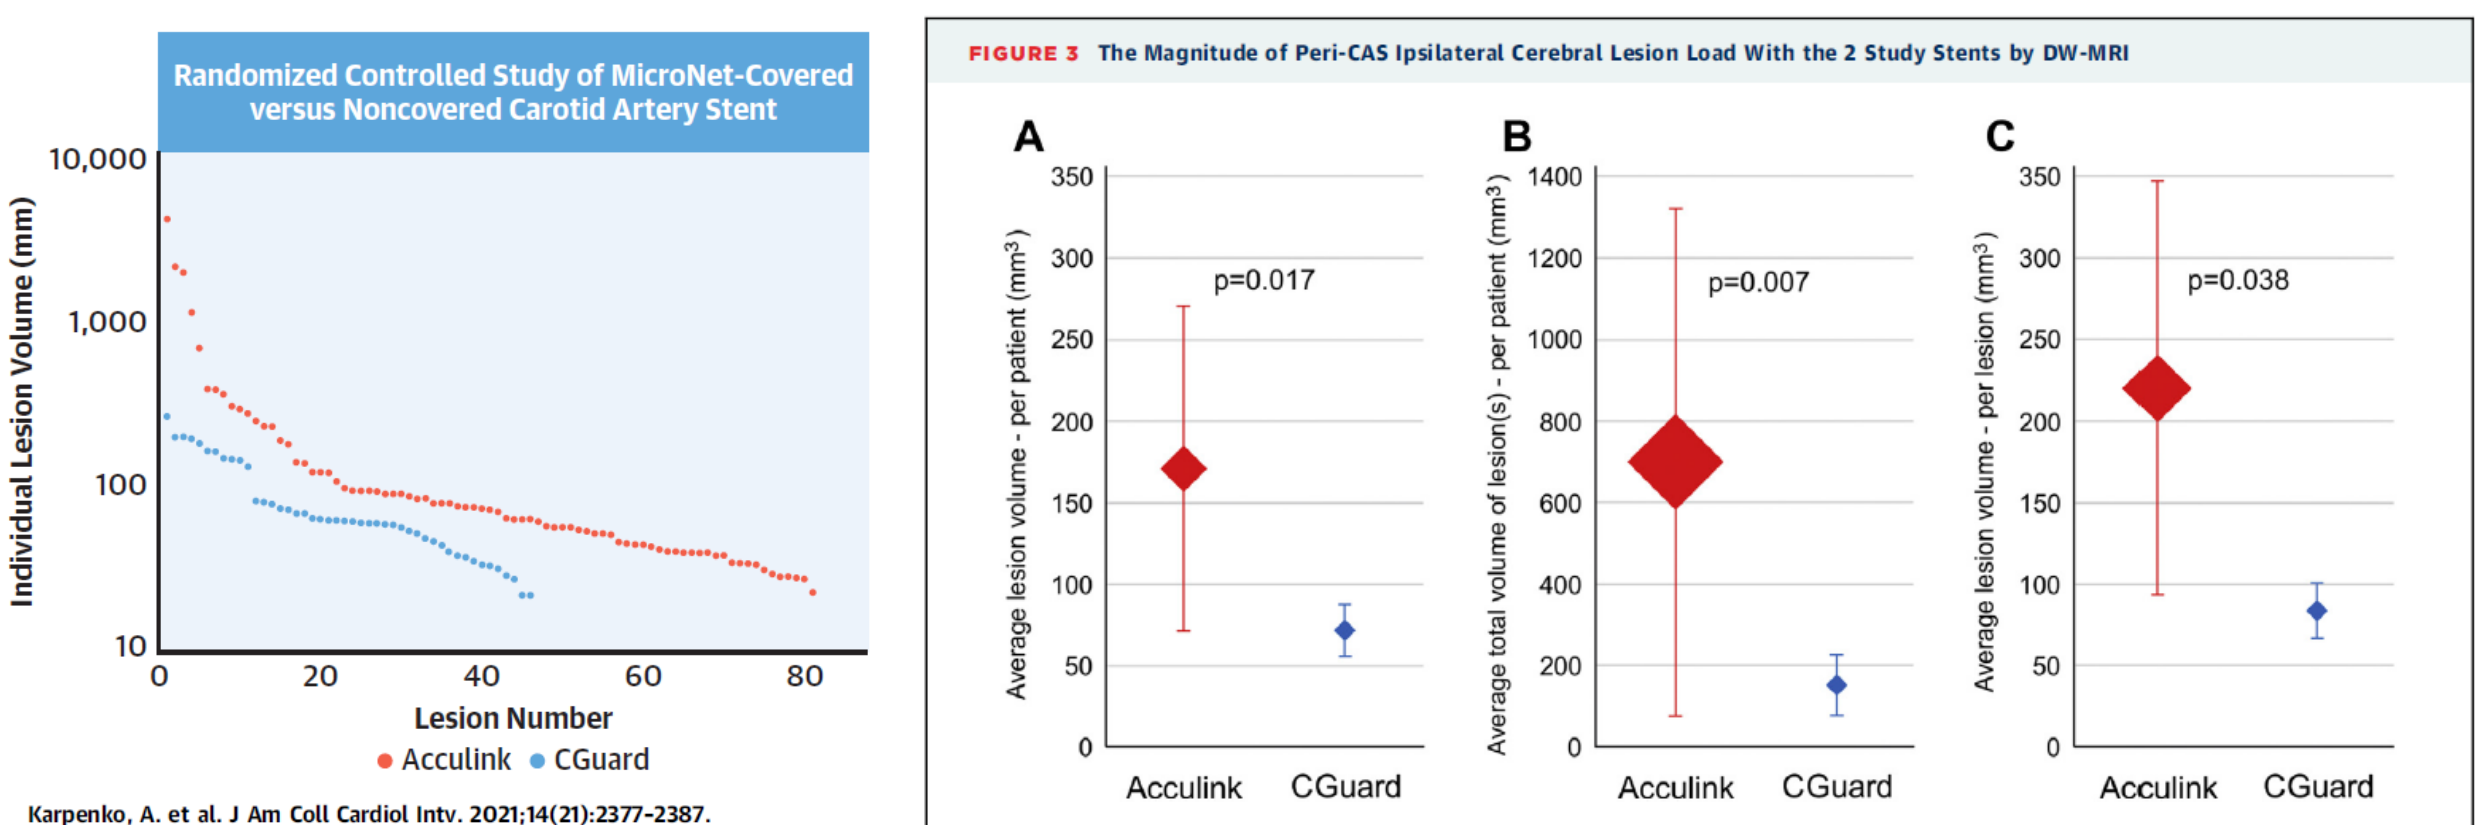 Randomized Controlled Study of MicroNet-Covered
versus Noncovered Carotid Artery Stent
Individual Lesion Volume (mm)
10,000
1,000
100
10
0 20 40 60 80
Lesion Number
Acculink CGuard
Karpenko, A. et al. J Am Coll Cardiol Intv. 2021;14(21):2377-2387.
FIGURE 3 The Magnitude of Peri-CAS Ipsilateral Cerebral Lesion Load With the 2 Study Stents by DW-MRI
A
Average lesion volume - per patient (mm³)
350
300
250
200
150
100
50
0
p=0.017
Acculink CGuard
B
Average total volume of lesion(s) - per patient (mm³)
1400
1200
1000
800
600
400
200
0
p=0.007
Acculink CGuard
C
Average lesion volume - per lesion (mm³)
350
300
250
200
150
100
50
0
p=0.038
Acculink CGuard